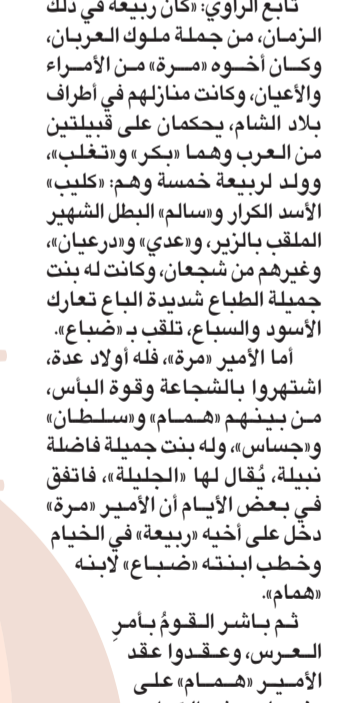 تابع الراوي: «كان ربيعة في ذلك
الزمان، من جملة ملوك العربان،
وكان أخوه «مرة» من الأمراء
والأعيان، وكانت منازلهم في أطراف
بلاد الشام، يحكمان على قبيلتين
من العرب وهما «بكر» و«تغلب»،
وولد لربيعة خمسة وهم: «كليب»
الأسد الكرار و«سالم» البطل الشهير
الملقب بالزير، و«عدي» و«درعيان»،
وغيرهم من شجعان، وكانت له بنت
جميلة الطباع شديدة الباع تعارك
الأسود والسباع، تلقب بـ «ضباع».
أما الأمير «مرة»، فله أولاد عدة،
اشتهروا بالشجاعة وقوة البأس،
من بينهم «همام» و«سلطان»
و«جساس»، وله بنت جميلة فاضلة
نبيلة، يُقال لها «الجليلة»، فاتفق
في بعض الأيام أن الأمير «مرة»
دخل على أخيه «ربيعة» في الخيام
وخطب ابنته «ضباع» لابنه
«همام».
ثم باشر القومُ بأمرِ
العرس، وعقدوا عقد
الأمير «همام» على